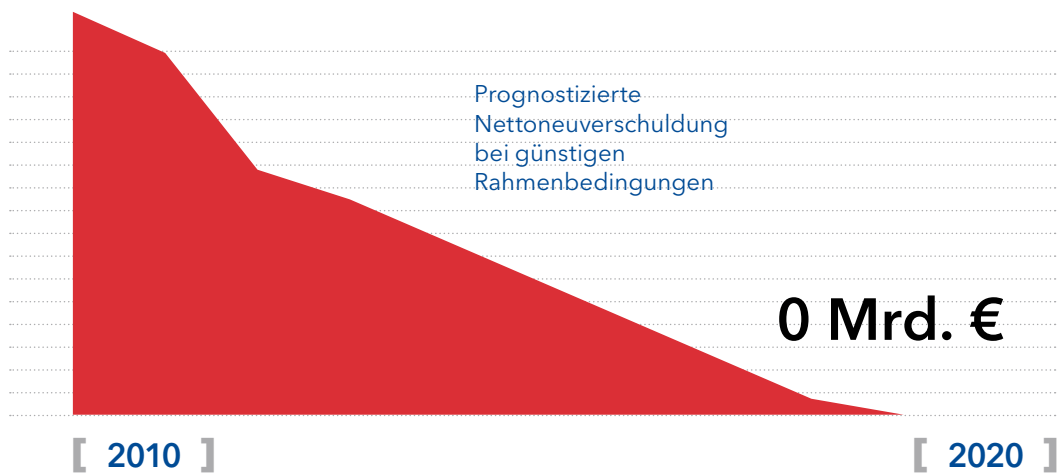 Prognostizierte
Nettoneuverschuldung
bei günstigen
Rahmenbedingungen
0 Mrd. €
[ 2010 ] [ 2020 ]